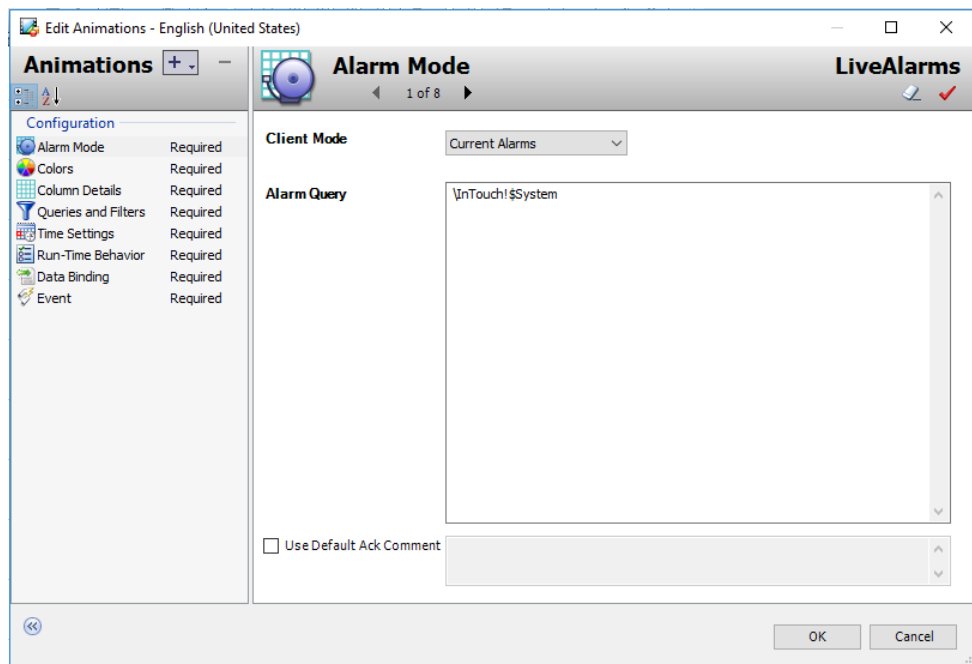 Edit Animations - English (United States)
Animations
Alarm Mode
LiveAlarms
1 of 8
Configuration
Alarm Mode Required
Colors Required
Column Details Required
Queries and Filters Required
Time Settings Required
Run-Time Behavior Required
Data Binding Required
Event Required
Client Mode
Current Alarms
Alarm Query
\InTouch!$System
Use Default Ack Comment
OK
Cancel